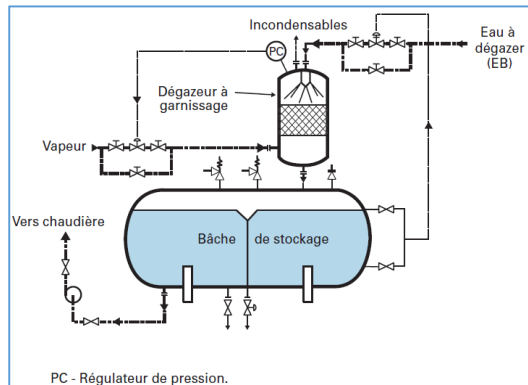 Incondensables
PC
Eau à
dégazer
(EB)
Dégazeur à
garnissage
Vapeur
Vers chaudière
Bâche de stockage
PC - Régulateur de pression.